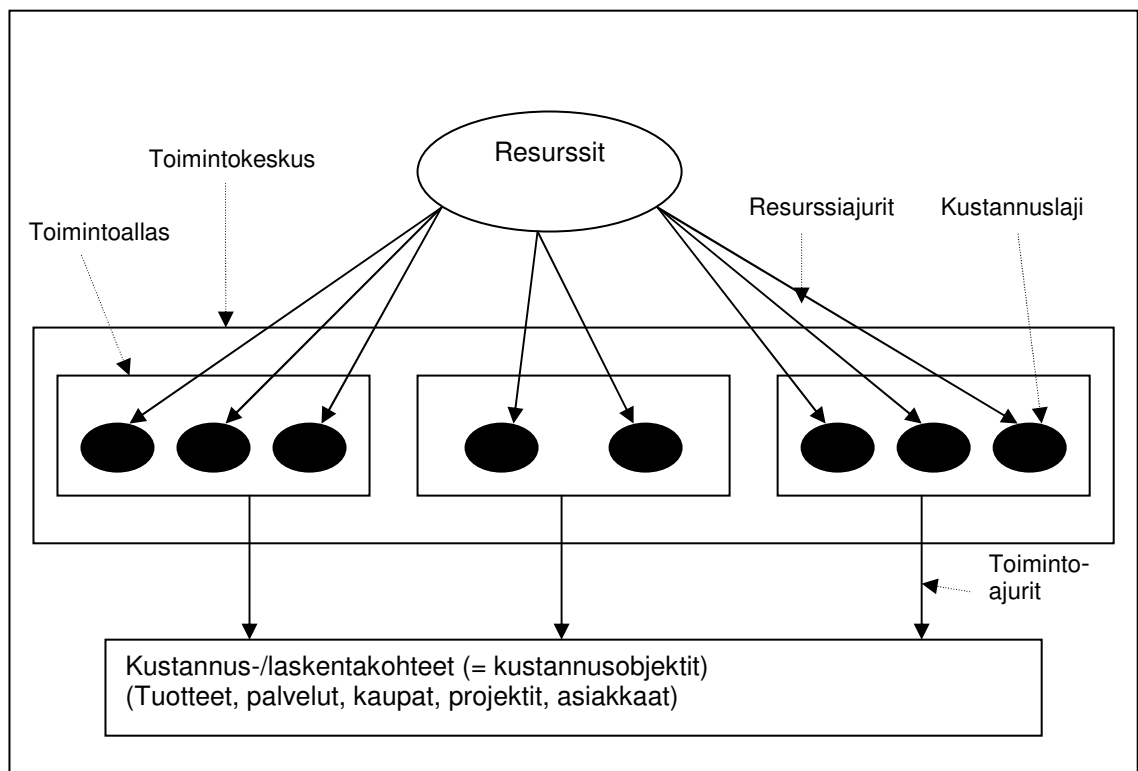 Resurssit
Toimintokeskus
Resurssiajurit
Kustannuslaji
Toimintoallas
Toiminto-
ajurit
Kustannus-/laskentakohteet (= kustannusobjektit)
(Tuotteet, palvelut, kaupat, projektit, asiakkaat)